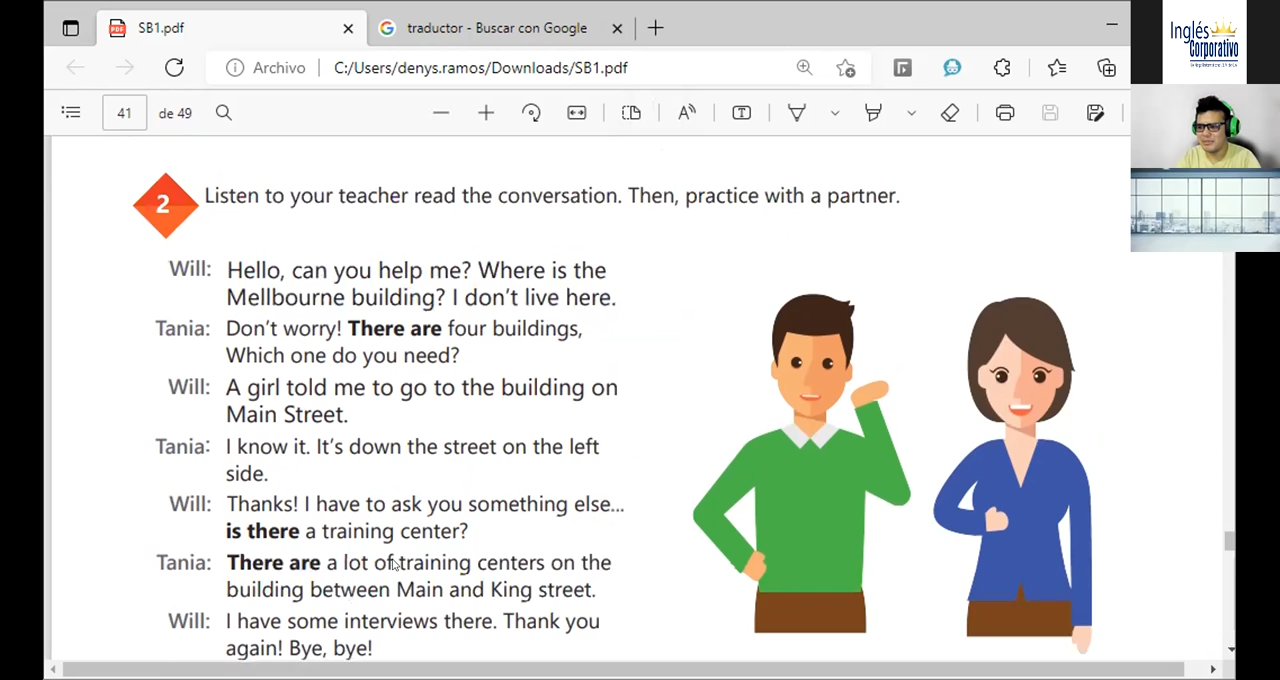 SB1.pdf
traductor - Buscar con Google
Archivo
C:/Users/denys.ramos/Downloads/SB1.pdf
41
de 49
Inglés
Corporativo
2
Listen to your teacher read the conversation. Then, practice with a partner.
Will: Hello, can you help me? Where is the
Mellbourne building? I don't live here.
Tania: Don't worry! There are four buildings,
Which one do you need?
Will: A girl told me to go to the building on
Main Street.
Tania: I know it. It's down the street on the left
side.
Will: Thanks! I have to ask you something else...
is there a training center?
Tania: There are a lot of training centers on the
building between Main and King street.
Will: I have some interviews there. Thank you
again! Bye, bye!